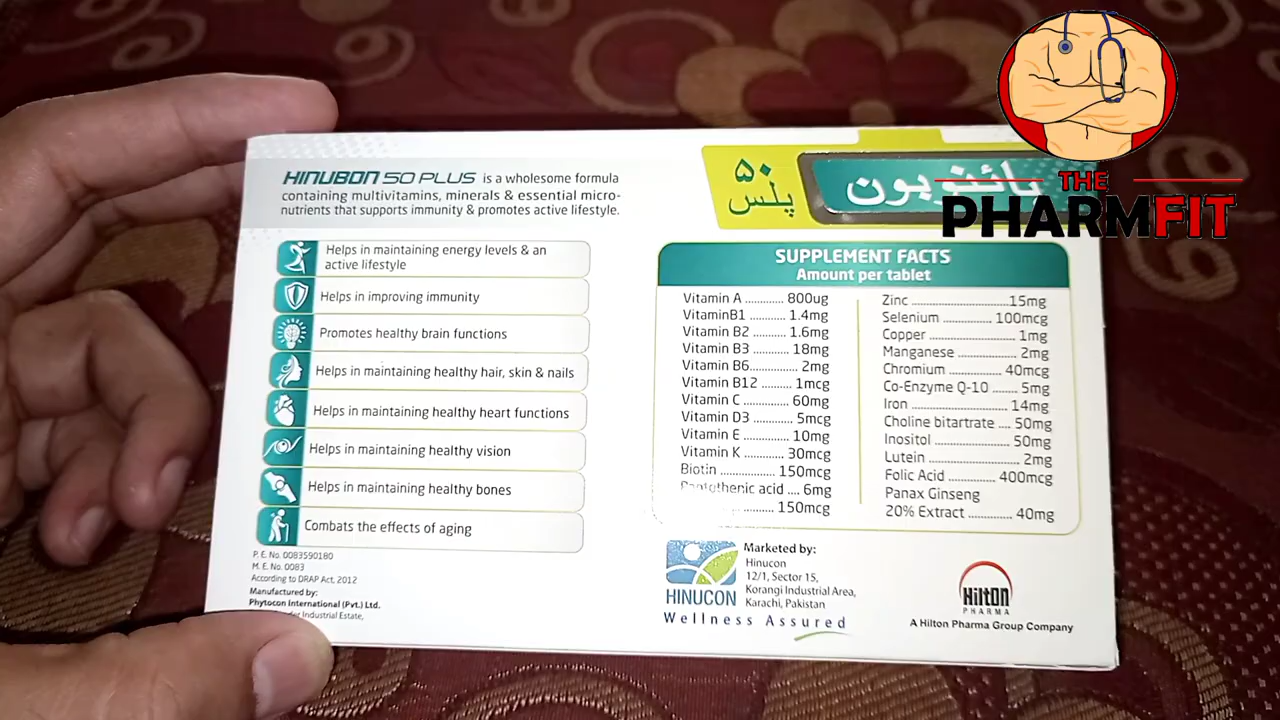 HINUBON 50 PLUS is a wholesome formula
containing multivitamins, minerals & essential micro-
nutrients that supports immunity & promotes active lifestyle.
Helps in maintaining energy levels & an
active lifestyle
Helps in improving immunity
Promotes healthy brain functions
Helps in maintaining healthy hair, skin & nails
Helps in maintaining healthy heart functions
Helps in maintaining healthy vision
Helps in maintaining healthy bones
Combats the effects of aging
P. E. No. 0083590180
M. E. No. 0083
According to DRAP Act, 2012
Manufactured by:
Phytocon International (Pvt.) Ltd.
Industrial Estate,
۵۰
پلس
THE
PHARMFIT
SUPPLEMENT FACTS
Amount per tablet
Vitamin A ............ 800ug
VitaminB1 .......... 1.4mg
Vitamin B2 .......... 1.6mg
Vitamin B3 ........... 18mg
Vitamin B6............ 2mg
Vitamin B12 ........ 1mcg
Vitamin C ............. 60mg
Vitamin D3 ........... 5mcg
Vitamin E ............. 10mg
Vitamin K ............ 30mcg
Biotin ................. 150mcg
acid .... 6mg
........ 150mcg
Zinc .........................15mg
Selenium ............ 100mcg
Copper ..................... 1mg
Manganese ............. 2mg
Chromium ............ 40mcg
Co-Enzyme Q-10 ..... 5mg
Iron ........................ 14mg
Choline bitartrate .... 50mg
Inositol .................. 50mg
Lutein ..................... 2mg
Folic Acid ............ 400mcg
Panax Ginseng
20% Extract ........... 40mg
HINUCON
Wellness Assured
Marketed by:
Hinucon
12/1, Sector 15,
Korangi Industrial Area,
Karachi, Pakistan
Hilton
PHARMA
A Hilton Pharma Group Company